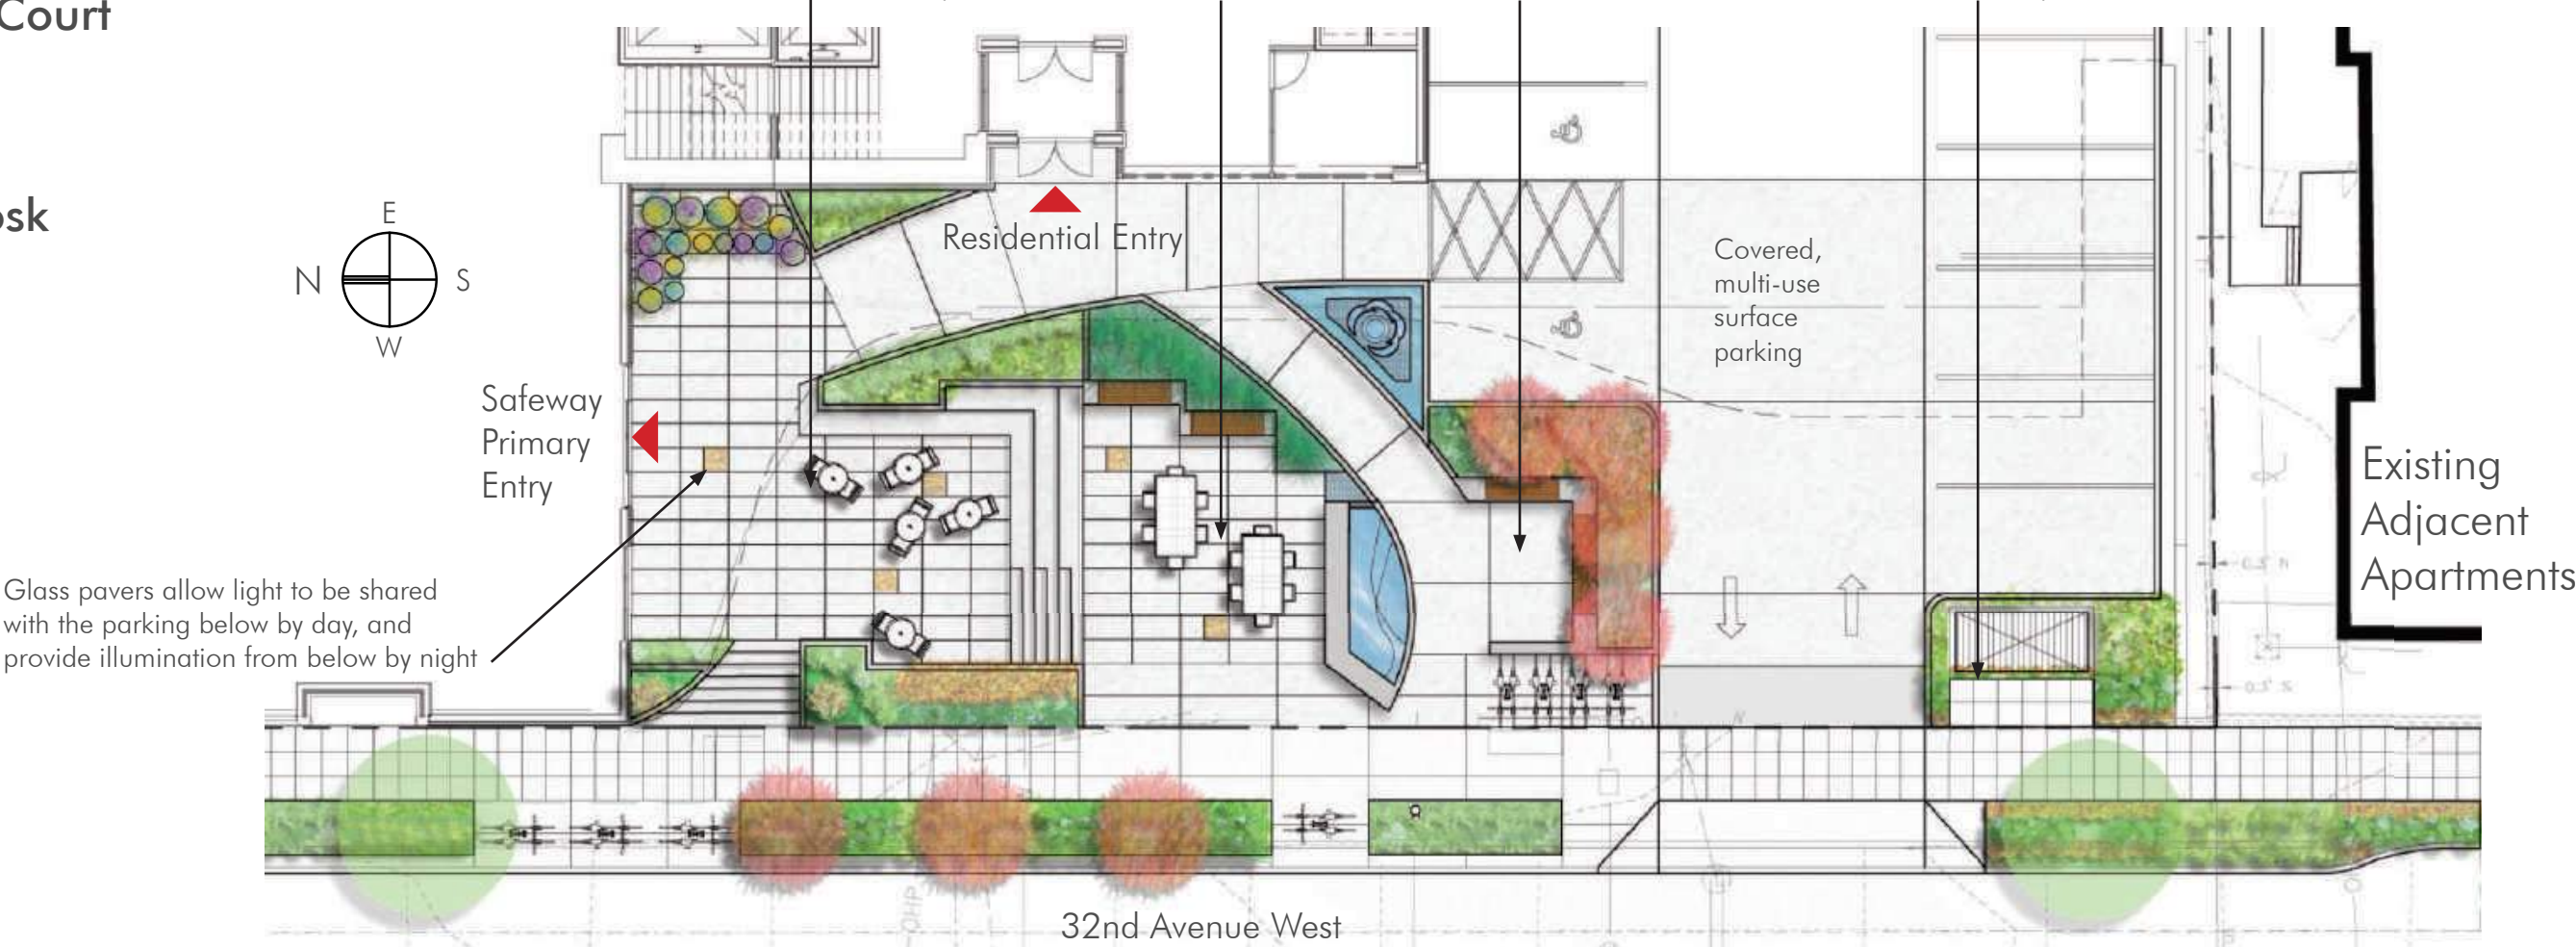 Court
osk
E
N
S
W
Residential Entry
Covered,
multi-use
surface
parking
Safeway
Primary
Entry
Existing
Adjacent
Apartments
Glass pavers allow light to be shared
with the parking below by day, and
provide illumination from below by night
32nd Avenue West